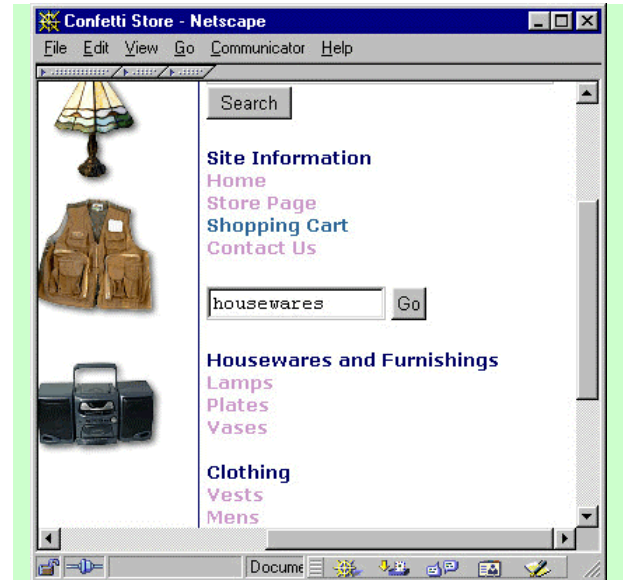 Confetti Store - Netscape
File Edit View Go Communicator Help
Search
Site Information
Home
Store Page
Shopping Cart
Contact Us
housewares Go
Housewares and Furnishings
Lamps
Plates
Vases
Clothing
Vests
Mens
Docume